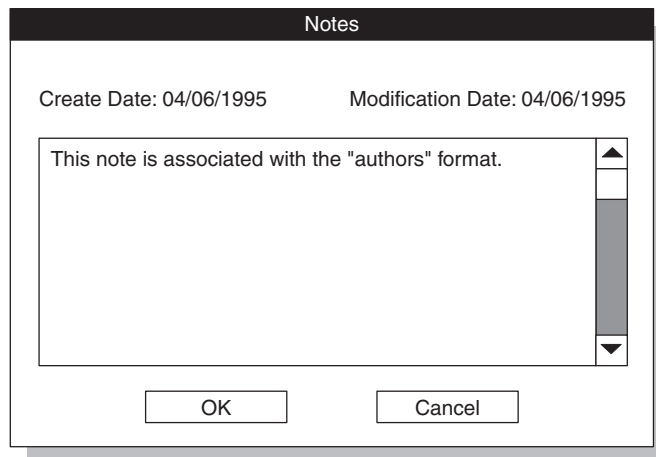 Notes
Create Date: 04/06/1995 Modification Date: 04/06/1995
This note is associated with the "authors" format.
OK Cancel